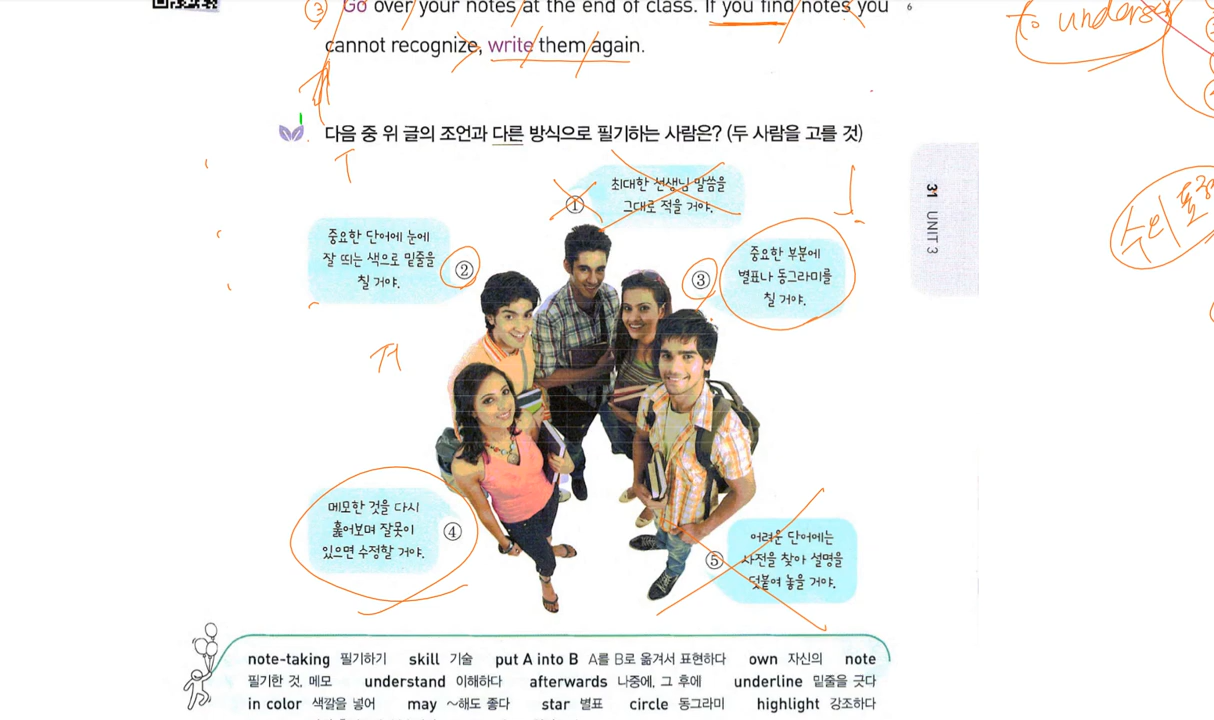 ③ Go over your notes at the end of class. If you find notes you
6
cannot recognize, write them again.
to unders
다음 중 위 글의 조언과 다른 방식으로 필기하는 사람은? (두 사람을 고를 것)
①
최대한 선생님 말씀을
그대로 적을 거야.
②
중요한 단어에 눈에
잘 띄는 색으로 밑줄을
칠 거야.
③
중요한 부분에
별표나 동그라미를
칠 거야.
31 UNIT 3
④
메모한 것을 다시
훑어보며 잘못이
있으면 수정할 거야.
⑤
어려운 단어에는
사전을 찾아 설명을
덧붙여 놓을 거야.
note-taking 필기하기 skill 기술 put A into B A를 B로 옮겨서 표현하다 own 자신의 note
필기한 것, 메모 understand 이해하다 afterwards 나중에, 그 후에 underline 밑줄을 긋다
in color 색깔을 넣어 may ~해도 좋다 star 별표 circle 동그라미 highlight 강조하다